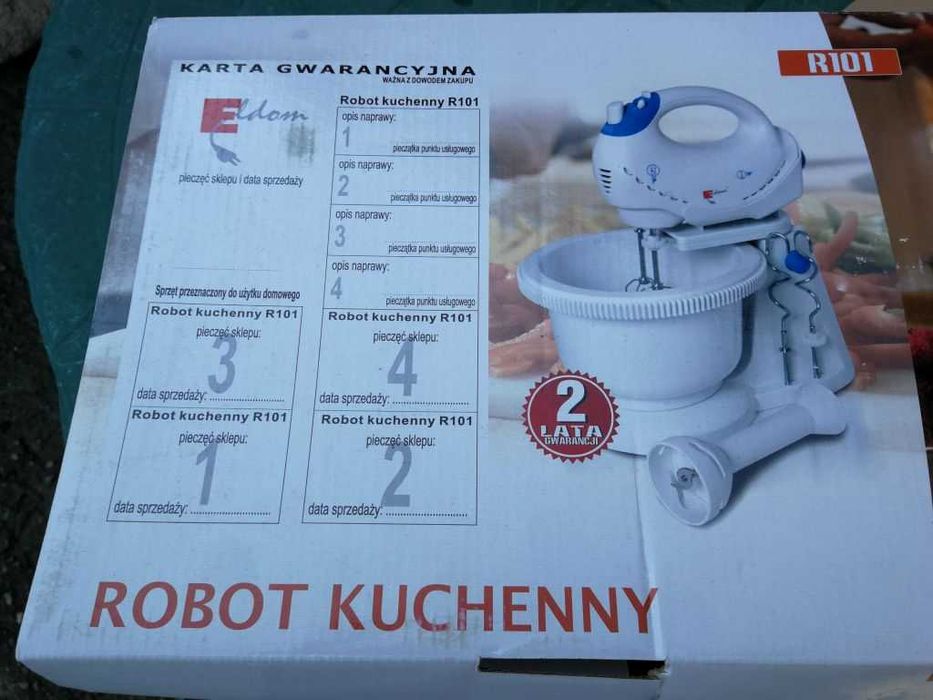 KARTA GWARANCYJNA
WAŻNA Z DOWODEM ZAKUPU
Eldom
pieczęć sklepu i data sprzedaży
Sprzęt przeznaczony do użytku domowego
Robot kuchenny R101
opis naprawy:
1
pieczątka punktu usługowego
opis naprawy:
2
pieczątka punktu usługowego
opis naprawy:
3
pieczątka punktu usługowego
opis naprawy:
4
pieczątka punktu usługowego
Robot kuchenny R101
pieczęć sklepu:
3
data sprzedaży:
Robot kuchenny R101
pieczęć sklepu:
4
data sprzedaży:
Robot kuchenny R101
pieczęć sklepu:
1
data sprzedaży:
Robot kuchenny R101
pieczęć sklepu:
2
data sprzedaży:
R101
2
LATA
GWARANCJI
ROBOT KUCHENNY